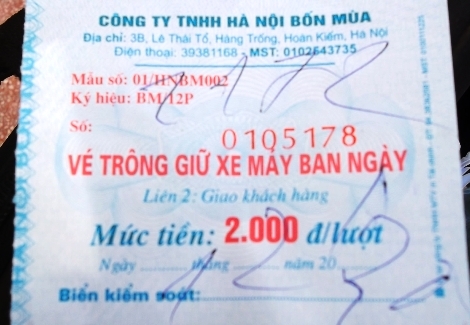 CÔNG TY TNHH HÀ NỘI BỐN MÙA
Địa chỉ: 3B, Lê Thái Tổ, Hàng Trống, Hoàn Kiếm, Hà Nội
Điện thoại: 39381168 - MST: 0102643735
Mẫu số: 01/HNBM002
Ký hiệu: BM/12P
Số: 0105178
VÉ TRÔNG GIỮ XE MÁY BAN NGÀY
Liên 2: Giao khách hàng
Mức tiền: 2.000 đ/lượt
Ngày ............ tháng ............ năm 20 ......
Biển kiểm soát: